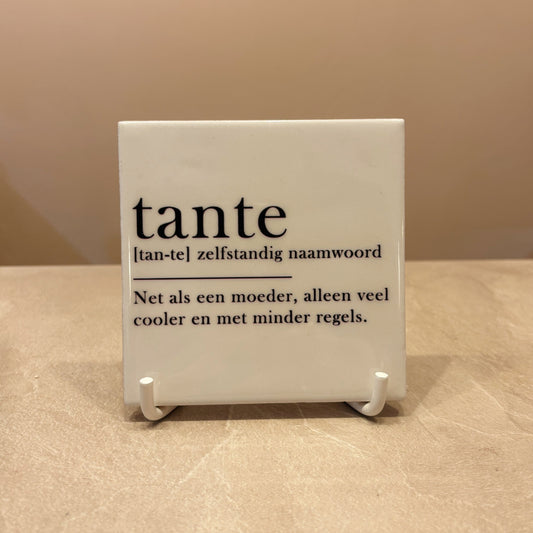 tante
[tan-te] zelfstandig naamwoord
Net als een moeder, alleen veel
cooler en met minder regels.